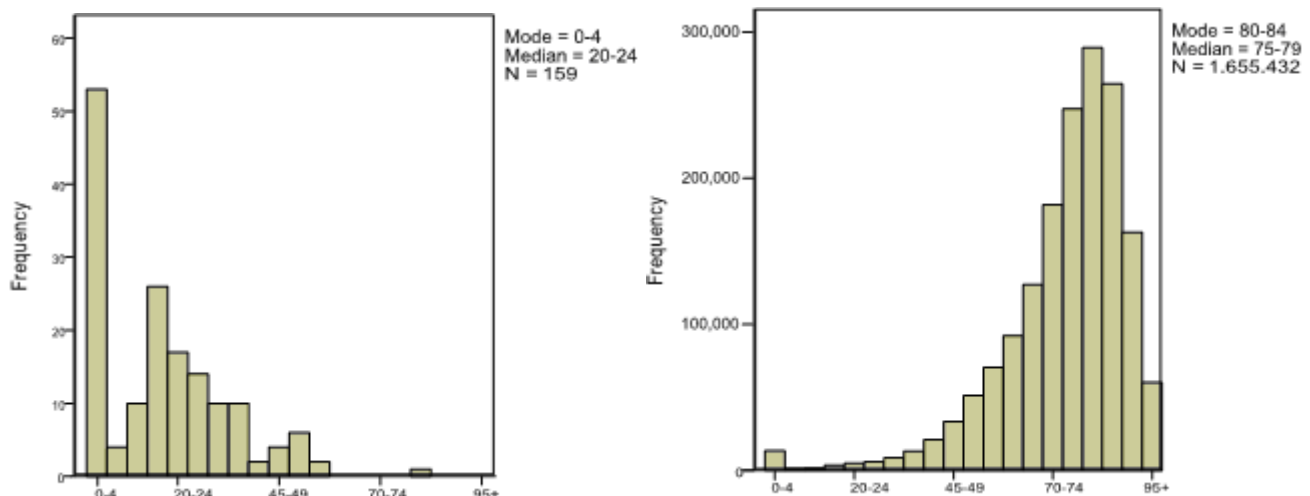 Mode = 0-4
Median = 20-24
N = 159
Frequency
60
50
40
30
20
10
0
0-4
20-24
45-49
70-74
95+
Mode = 80-84
Median = 75-79
N = 1.655.432
Frequency
300,000
200,000
100,000
0
0-4
20-24
45-49
70-74
95+